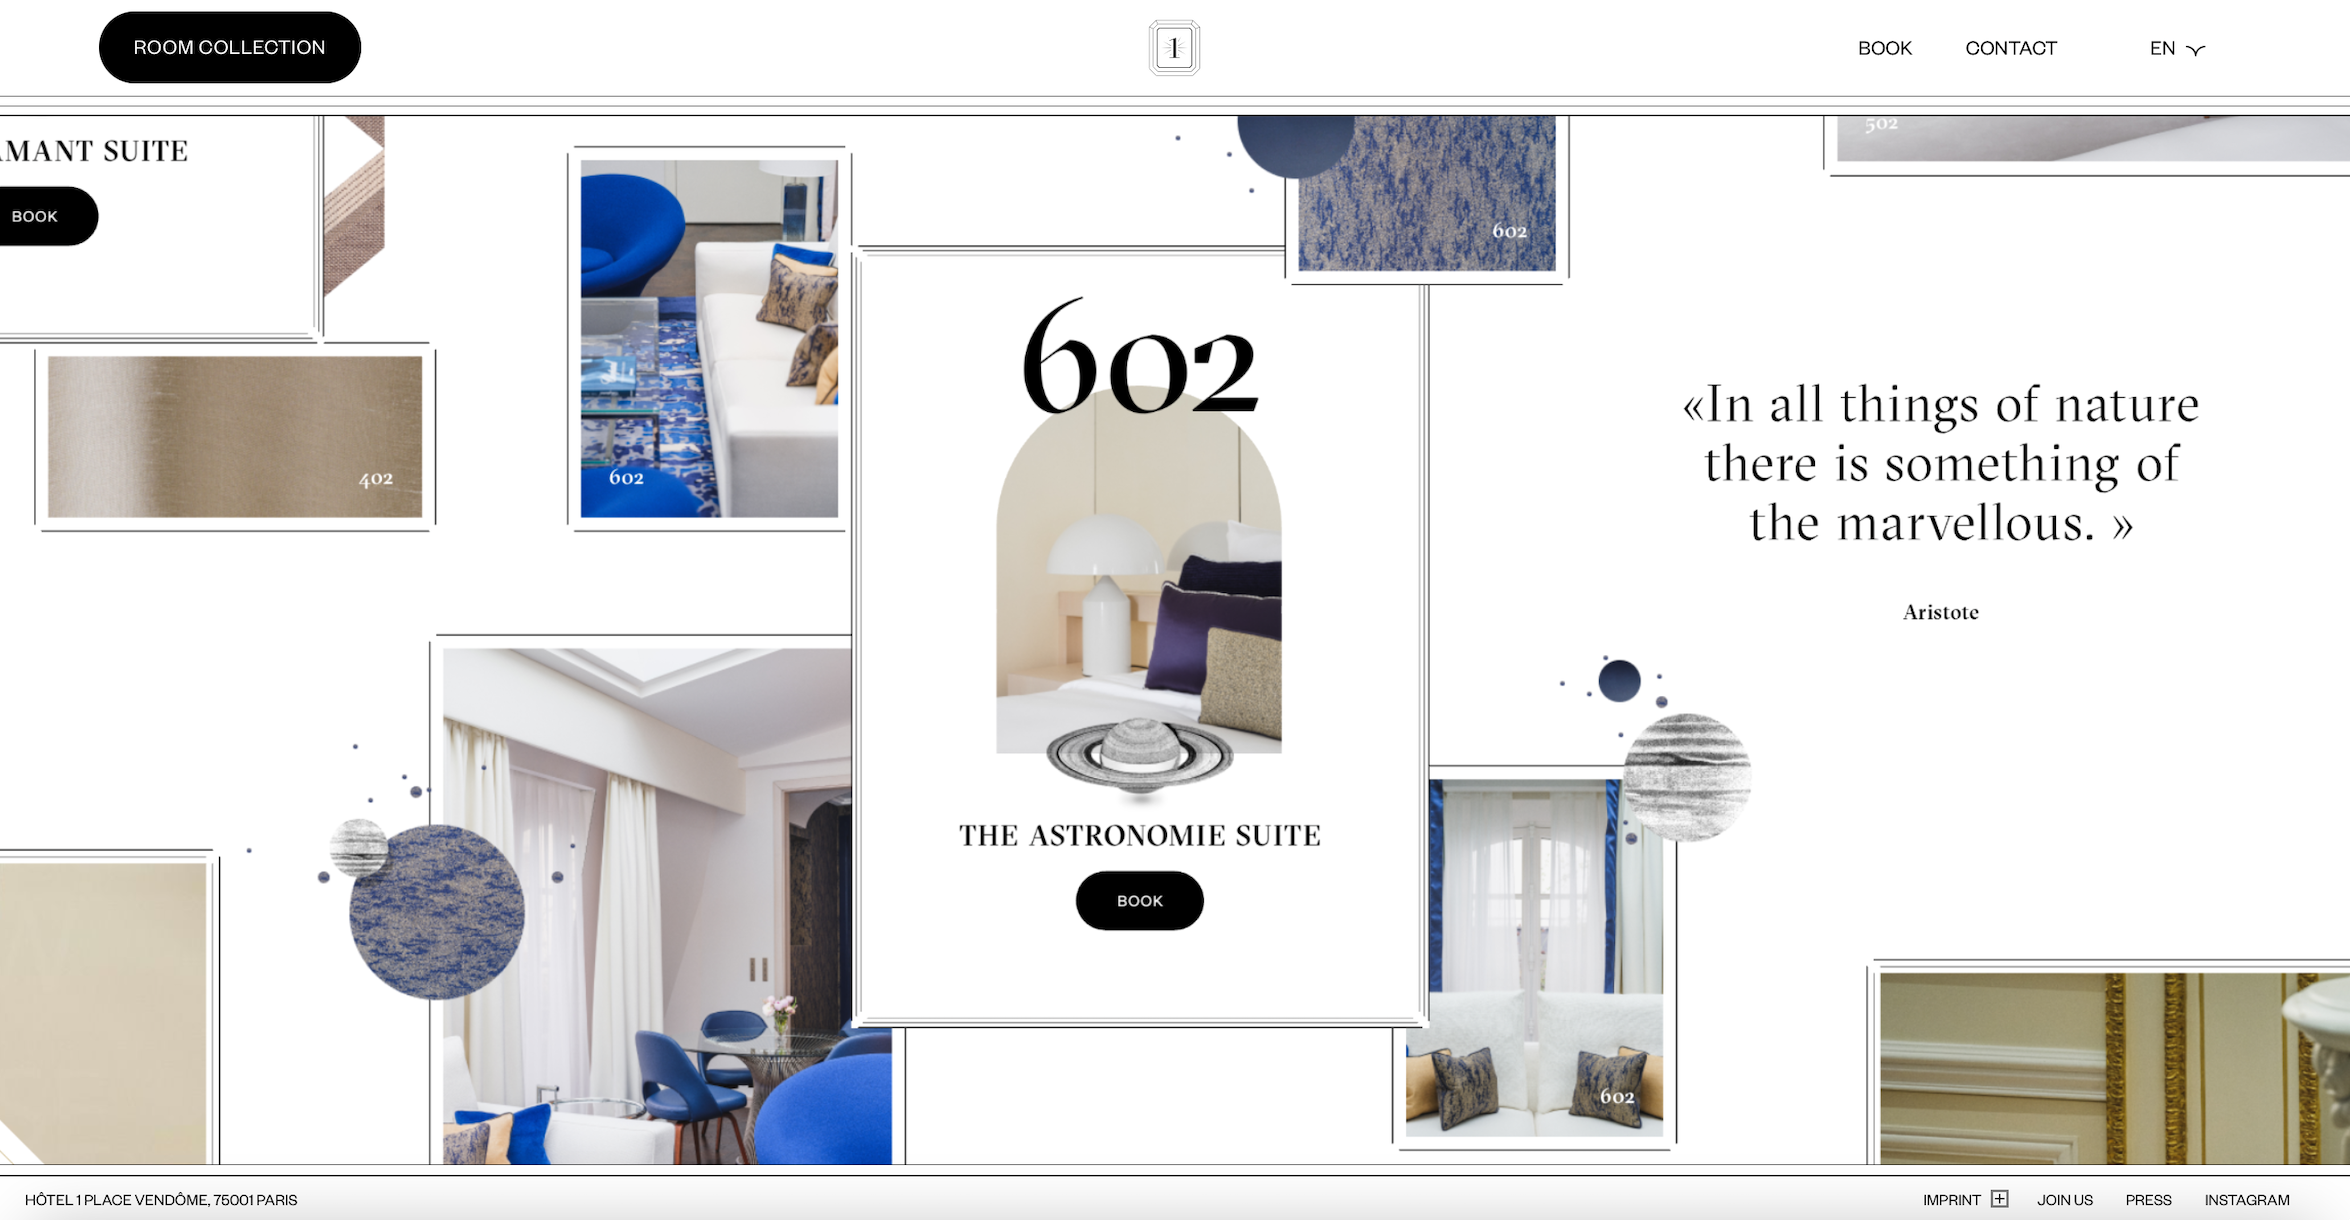 ROOM COLLECTION
1
BOOK
CONTACT
EN
AMANT SUITE
BOOK
402
602
602
502
602
THE ASTRONOMIE SUITE
BOOK
«In all things of nature
there is something of
the marvellous. »
Aristote
602
HÔTEL 1 PLACE VENDÔME, 75001 PARIS
IMPRINT
JOIN US
PRESS
INSTAGRAM